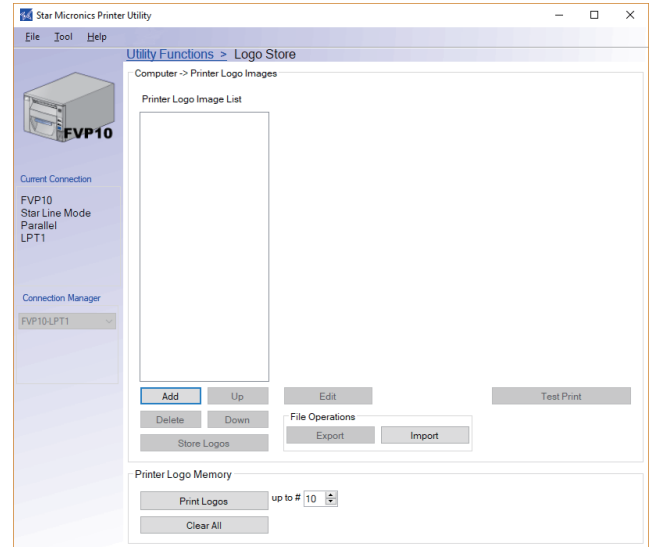 Star Micronics Printer Utility
File Tool Help
Utility Functions > Logo Store
Computer -> Printer Logo Images
Printer Logo Image List
FVP10
Current Connection
FVP10
Star Line Mode
Parallel
LPT1
Connection Manager
FVP10-LPT1
Add Up Edit Test Print
Delete Down File Operations
Export Import
Store Logos
Printer Logo Memory
Print Logos up to # 10
Clear All